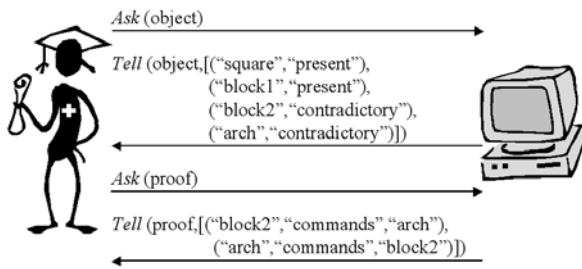 Ask (object)
Tell (object,[(“square”,“present”),
(“block1”,“present”),
(“block2”,“contradictory”),
(“arch”,“contradictory”)])
Ask (proof)
Tell (proof,[(“block2”,“commands”,“arch”),
(“arch”,“commands”,“block2”)])